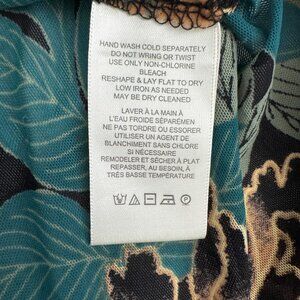 HAND WASH COLD SEPARATELY
DO NOT WRING OR TWIST
USE ONLY NON-CHLORINE
BLEACH
RESHAPE & LAY FLAT TO DRY
LOW IRON AS NEEDED
MAY BE DRY CLEANED
LAVER À LA MAIN À
L'EAU FROIDE SÉPARÉMEN
NE PAS TORDRE OU ESSORER
UTILISER UN AGENT DE
BLANCHIMENT SANS CHLORE
SI NÉCESSAIRE
REMODELER ET SÉCHER À PLAT
REPASSER, AU BESOIN, À
TRÈS BASSE TEMPÉRATURE